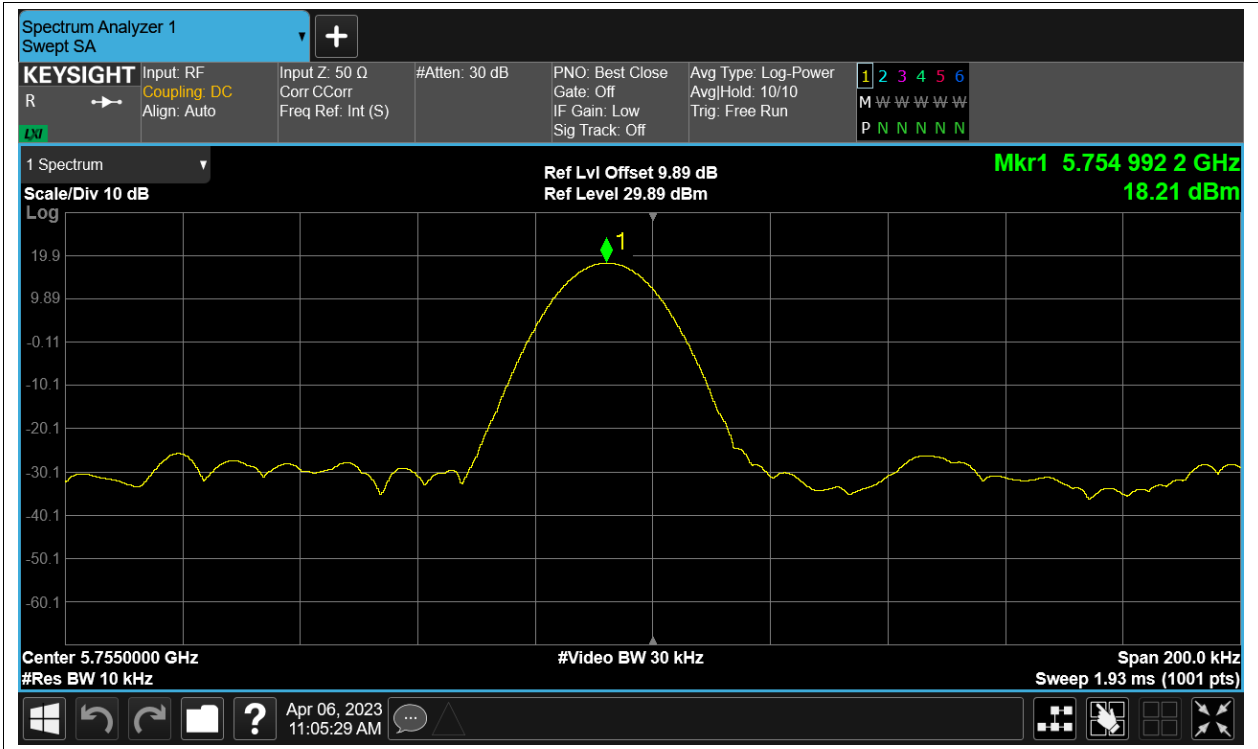 Spectrum Analyzer 1
Swept SA
KEYSIGHT
R
LXI
Input: RF
Coupling: DC
Align: Auto
Input Z: 50 Ω
Corr CCorr
Freq Ref: Int (S)
#Atten: 30 dB
PNO: Best Close
Gate: Off
IF Gain: Low
Sig Track: Off
Avg Type: Log-Power
Avg|Hold: 10/10
Trig: Free Run
1 2 3 4 5 6
M W W W W W
P N N N N N
1 Spectrum
Scale/Div 10 dB
Log
Ref Lvl Offset 9.89 dB
Ref Level 29.89 dBm
Mkr1 5.754 992 2 GHz
18.21 dBm
1
19.9
9.89
-0.11
-10.1
-20.1
-30.1
-40.1
-50.1
-60.1
Center 5.7550000 GHz
#Video BW 30 kHz
Span 200.0 kHz
#Res BW 10 kHz
Sweep 1.93 ms (1001 pts)
?
Apr 06, 2023
11:05:29 AM